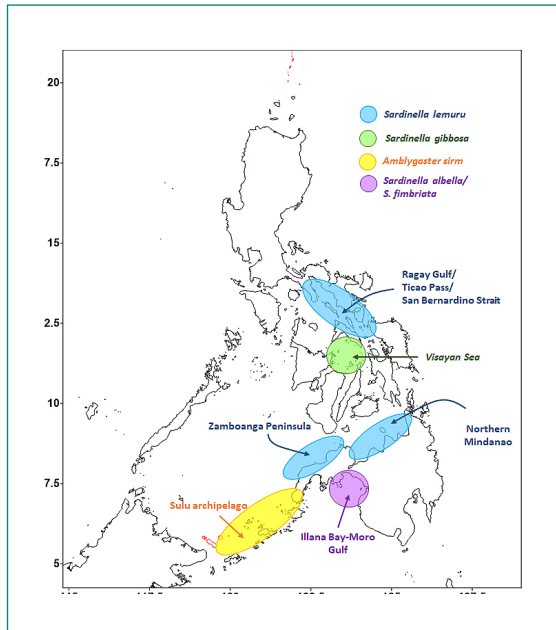 20
7.5
15
2.5
10
7.5
5
Sardinella lemuru
Sardinella gibbosa
Amblygaster sirm
Sardinella albella/
S. fimbriata
Ragay Gulf/
Ticao Pass/
San Bernardino Strait
Visayan Sea
Zamboanga Peninsula
Northern
Mindanao
Sulu archipelago
Illana Bay-Moro
Gulf